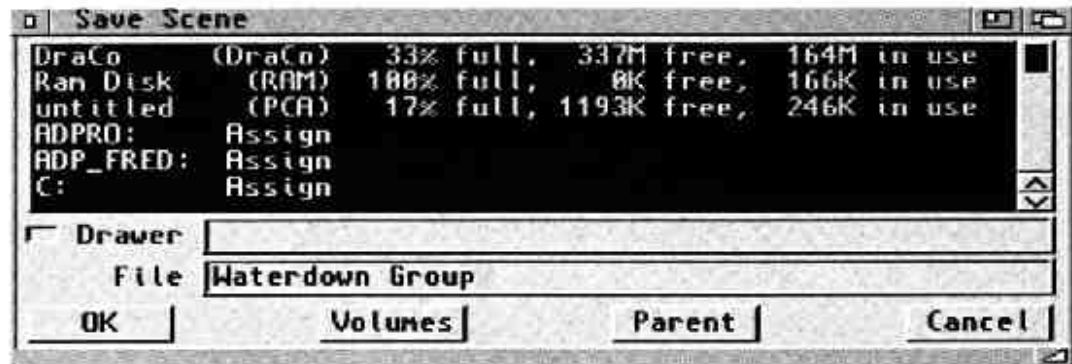 Save Scene
DraCo (DraCo) 33% full, 337M free, 164M in use
Ram Disk (RAM) 100% full, 0K free, 166K in use
untitled (PCA) 17% full, 1193K free, 246K in use
ADPRO: Assign
ADP_FRED: Assign
C: Assign
Drawer
File Waterdown Group
OK Volumes Parent Cancel